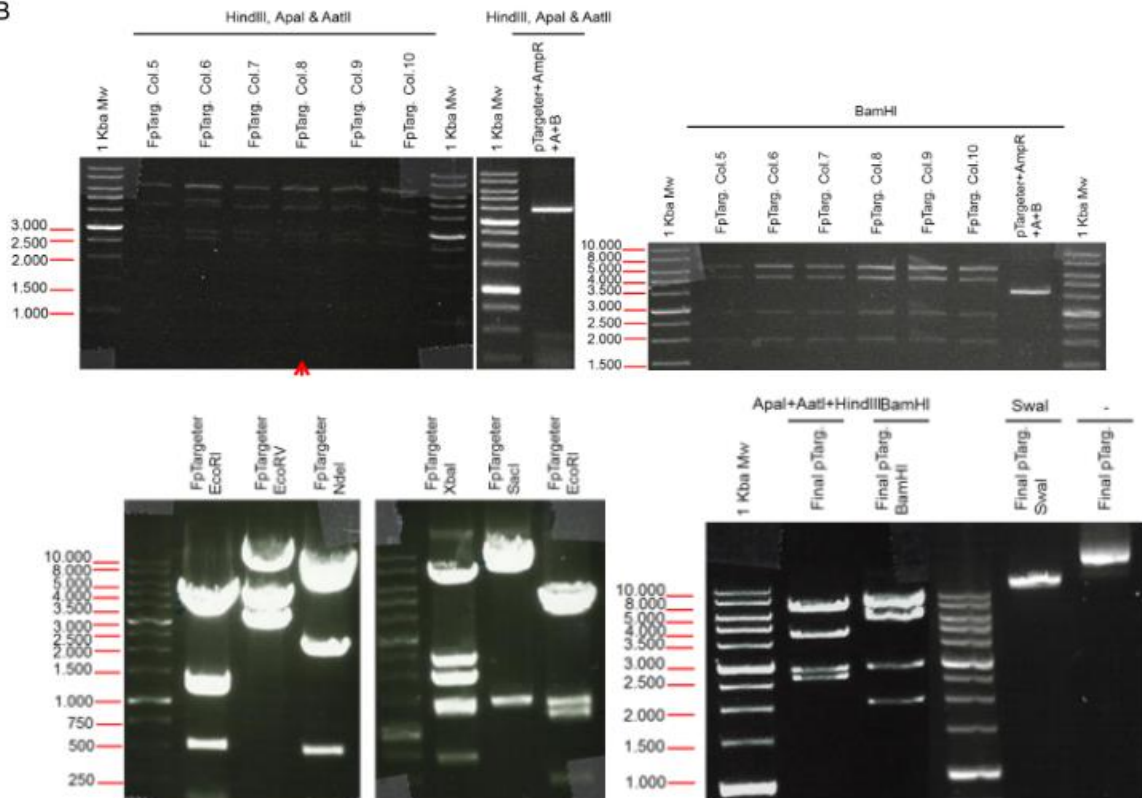 B
HindIII, ApaI & AatII
HindIII, ApaI & AatII
1 Kba Mw
FpTarg. Col.5
FpTarg. Col.6
FpTarg. Col.7
FpTarg. Col.8
FpTarg. Col.9
FpTarg. Col.10
1 Kba Mw
1 Kba Mw
pTargeter+AmpR
+A+B
3.000
2.500
2.000
1.500
1.000
BamHI
1 Kba Mw
FpTarg. Col.5
FpTarg. Col.6
FpTarg. Col.7
FpTarg. Col.8
FpTarg. Col.9
FpTarg. Col.10
pTargeter+AmpR
+A+B
1 Kba Mw
10.000
8.000
5.000
4.000
3.500
3.000
2.500
2.000
1.500
FpTargeter
EcoRI
FpTargeter
EcoRV
FpTargeter
NdeI
FpTargeter
XbaI
FpTargeter
SacI
FpTargeter
EcoRI
10.000
8.000
5.000
4.000
3.500
3.000
2.500
2.000
1.500
1.000
750
500
250
ApaI+AatI+HindIII
BamHI
SwaI
-
1 Kba Mw
Final pTarg.
Final pTarg.
BamHI
Final pTarg.
SwaI
Final pTarg.
10.000
8.000
5.000
4.000
3.500
3.000
2.500
2.000
1.500
1.000